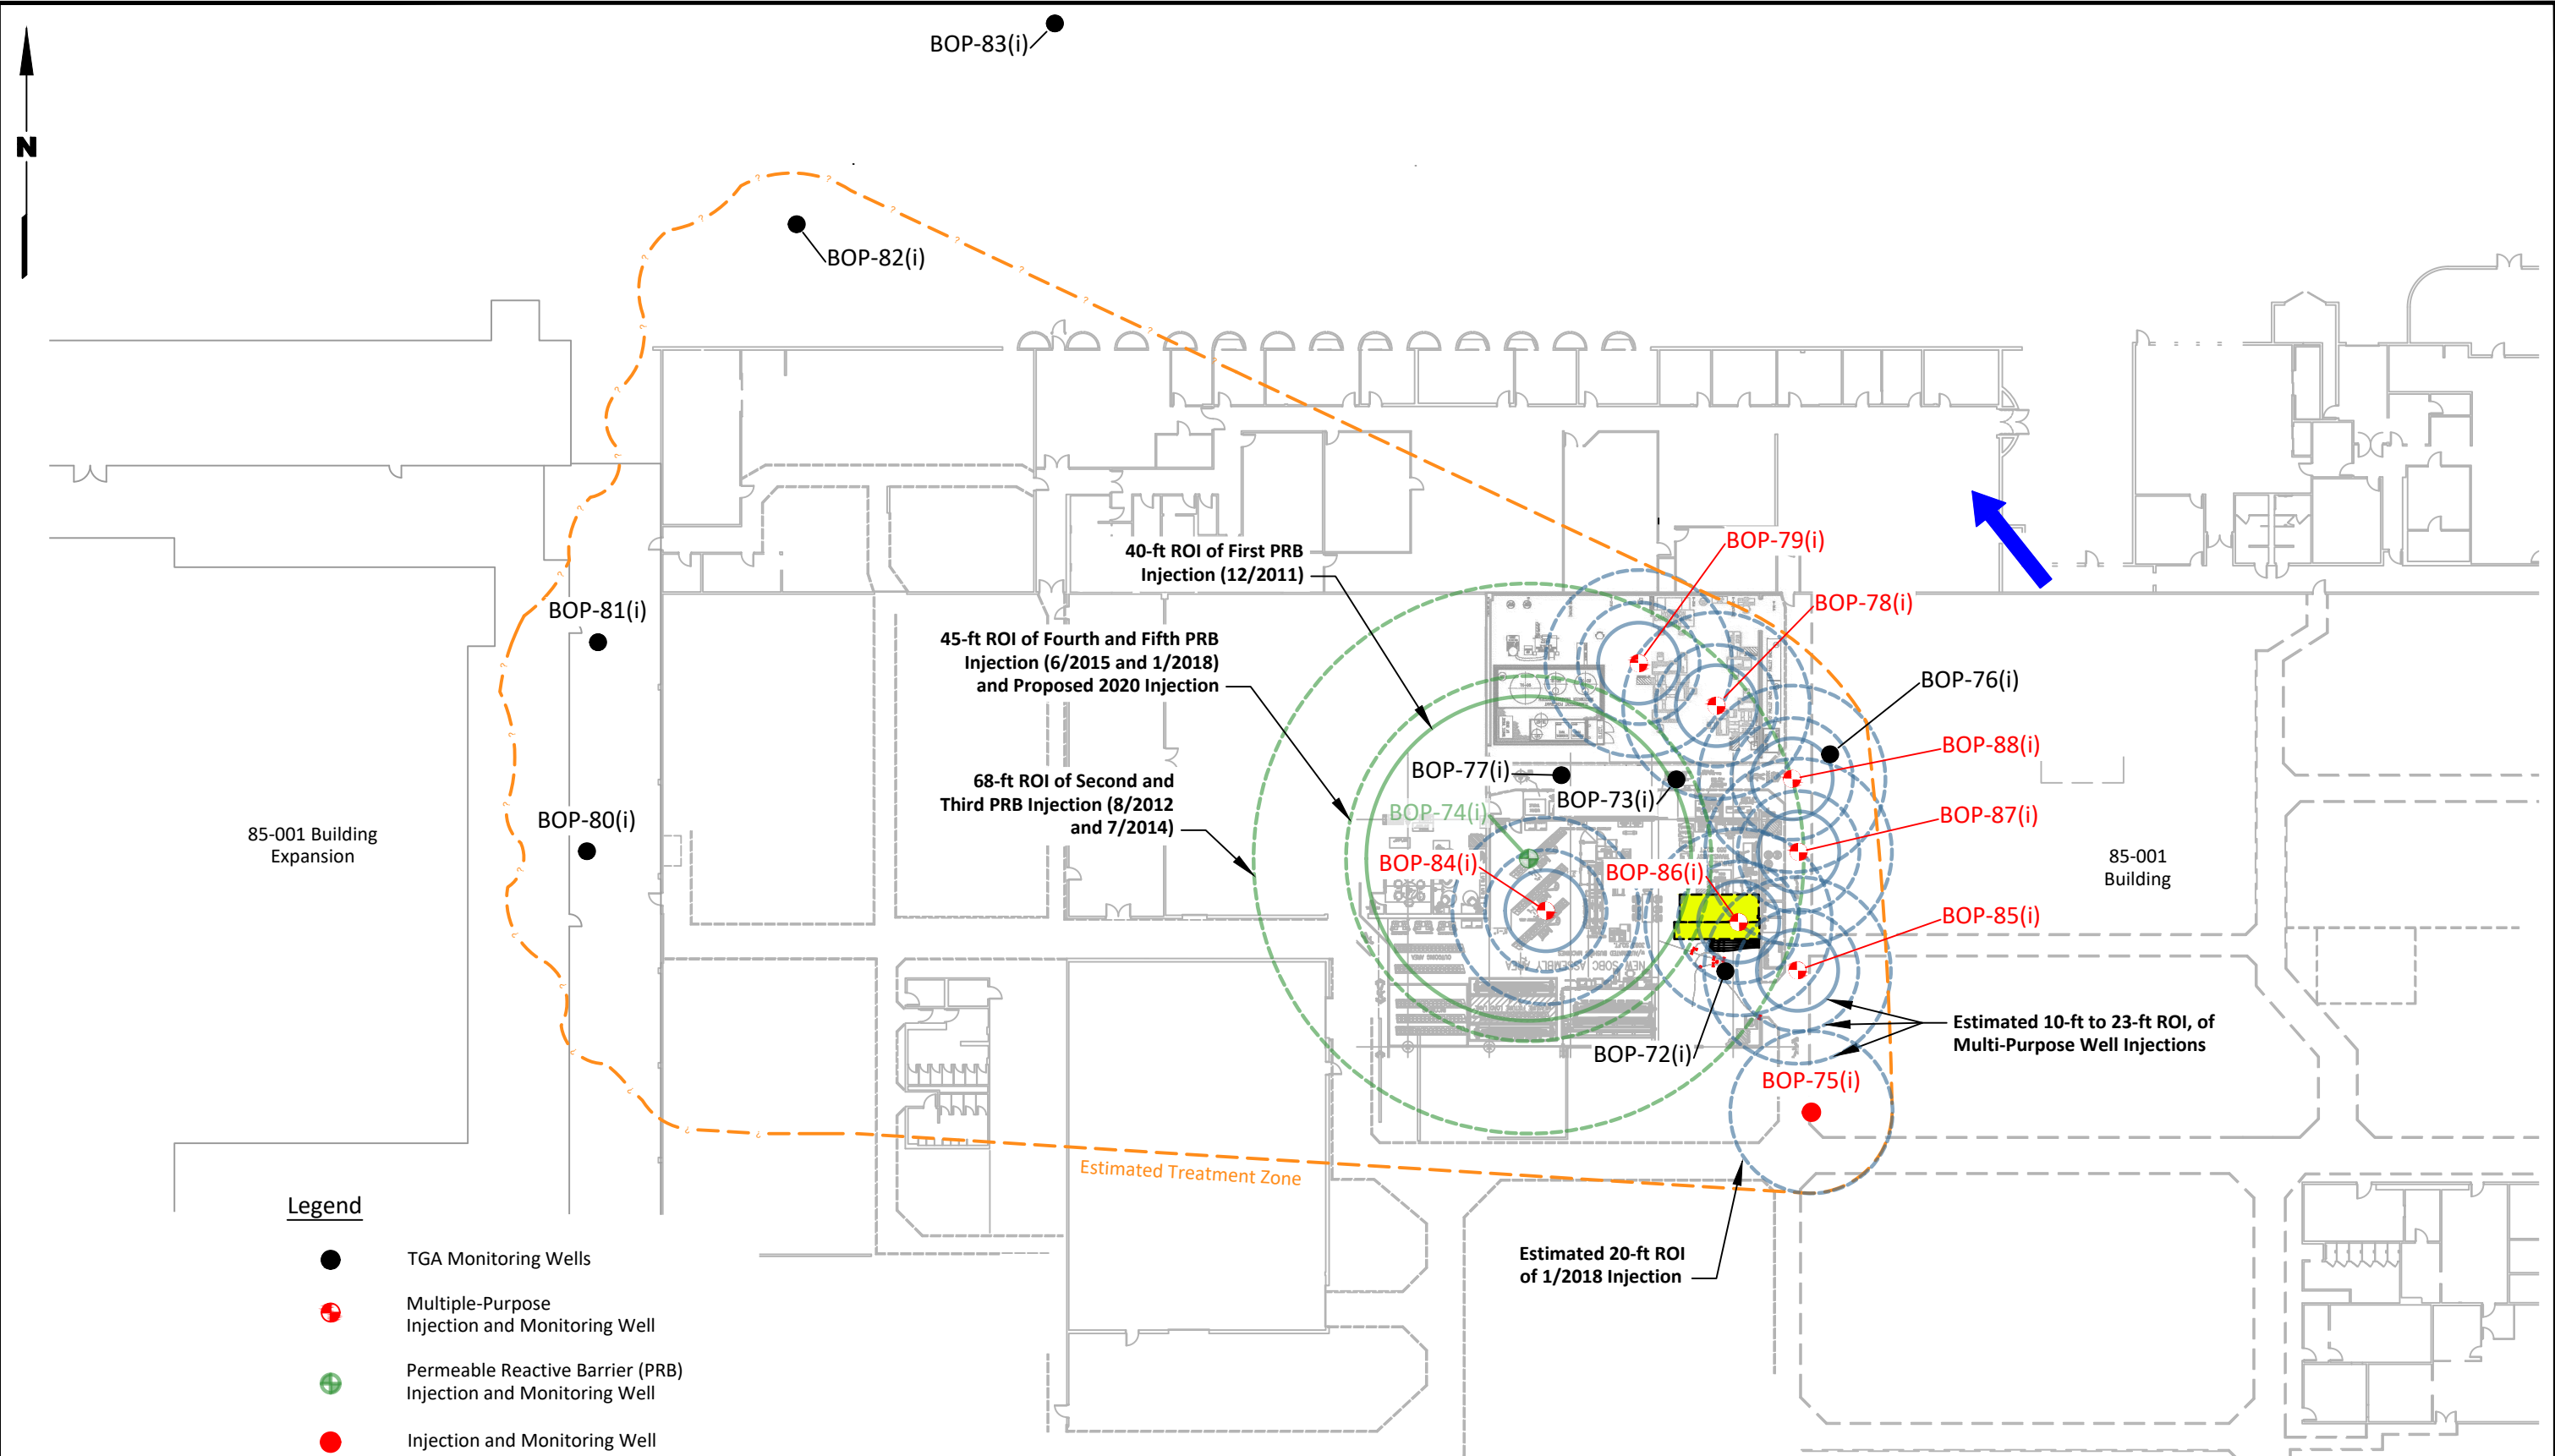 BOP-83(i)
N
BOP-82(i)
BOP-79(i)
40-ft ROI of First PRB
Injection (12/2011)
BOP-78(i)
BOP-81(i)
45-ft ROI of Fourth and Fifth PRB
Injection (6/2015 and 1/2018)
and Proposed 2020 Injection
BOP-76(i)
BOP-88(i)
BOP-77(i)
68-ft ROI of Second and
Third PRB Injection (8/2012
and 7/2014)
BOP-73(i)
BOP-74(i)
BOP-87(i)
BOP-80(i)
85-001 Building
Expansion
BOP-84(i)
BOP-86(i)
85-001
Building
BOP-85(i)
NEW SOBC ASSEMBLY AREA
Estimated 10-ft to 23-ft ROI, of
Multi-Purpose Well Injections
BOP-72(i)
BOP-75(i)
Estimated Treatment Zone
Estimated 20-ft ROI
of 1/2018 Injection
Legend
TGA Monitoring Wells
Multiple-Purpose
Injection and Monitoring Well
Permeable Reactive Barrier (PRB)
Injection and Monitoring Well
Injection and Monitoring Well